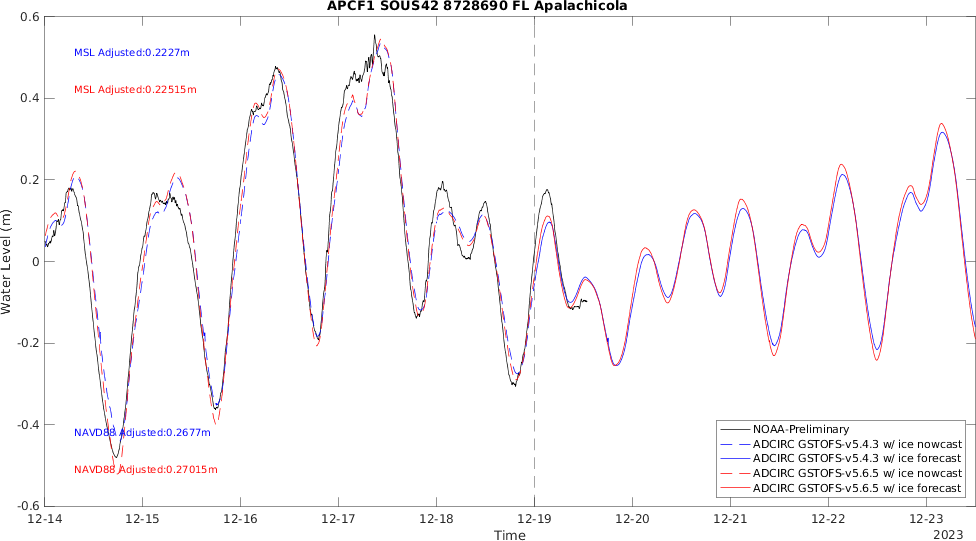 APCF1 SOUS42 8728690 FL Apalachicola
0.6
MSL Adjusted:0.2227m
MSL Adjusted:0.22515m
0.4
0.2
0
-0.2
-0.4
-0.6
Water Level (m)
NAVD88 Adjusted:0.2677m
NAVD88 Adjusted:0.27015m
NOAA-Preliminary
ADCIRC GSTOFS-v5.4.3 w/ ice nowcast
ADCIRC GSTOFS-v5.4.3 w/ ice forecast
ADCIRC GSTOFS-v5.6.5 w/ ice nowcast
ADCIRC GSTOFS-v5.6.5 w/ ice forecast
12-14 12-15 12-16 12-17 12-18 12-19 12-20 12-21 12-22 12-23
Time
2023